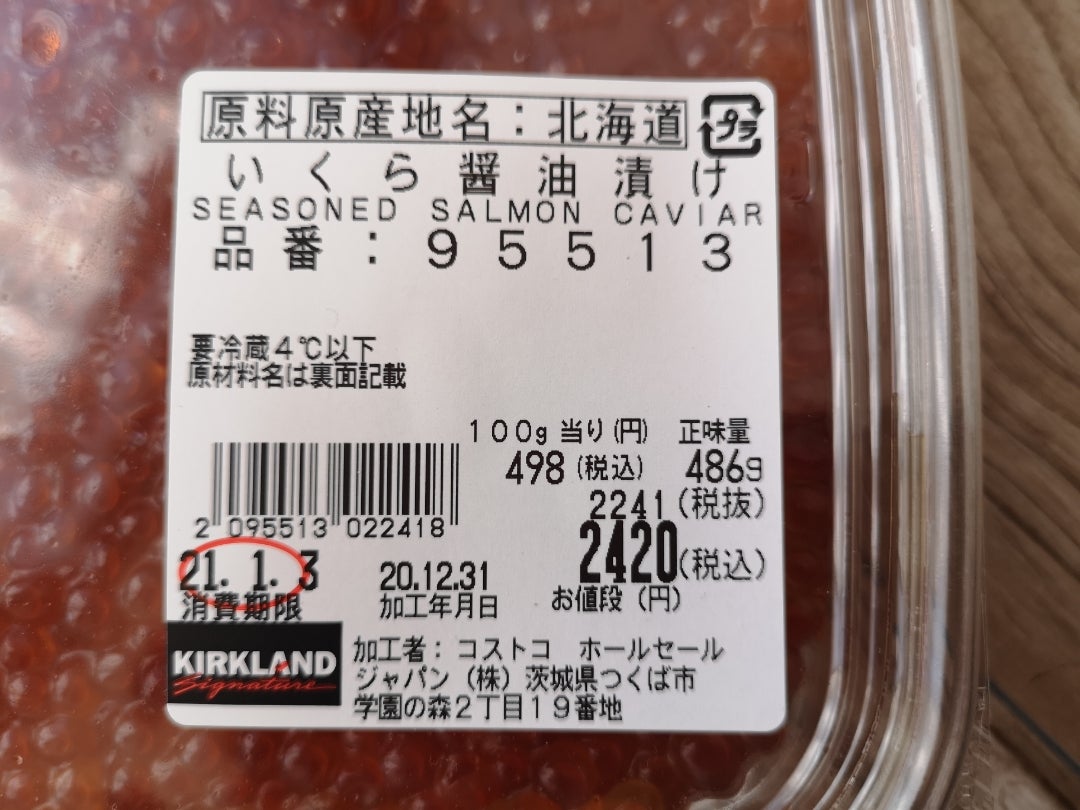 原料原産地名：北海道
プラ
いくら醤油漬け
SEASONED SALMON CAVIAR
品番：95513
要冷蔵4℃以下
原材料名は裏面記載
100g当り(円) 正味量
498(税込) 486g
2241(税抜)
2420(税込)
お値段(円)
2 095513 022418
21.1.3 20.12.31
消費期限 加工年月日
KIRKLAND
Signature
加工者：コストコ ホールセール
ジャパン(株)茨城県つくば市
学園の森2丁目19番地